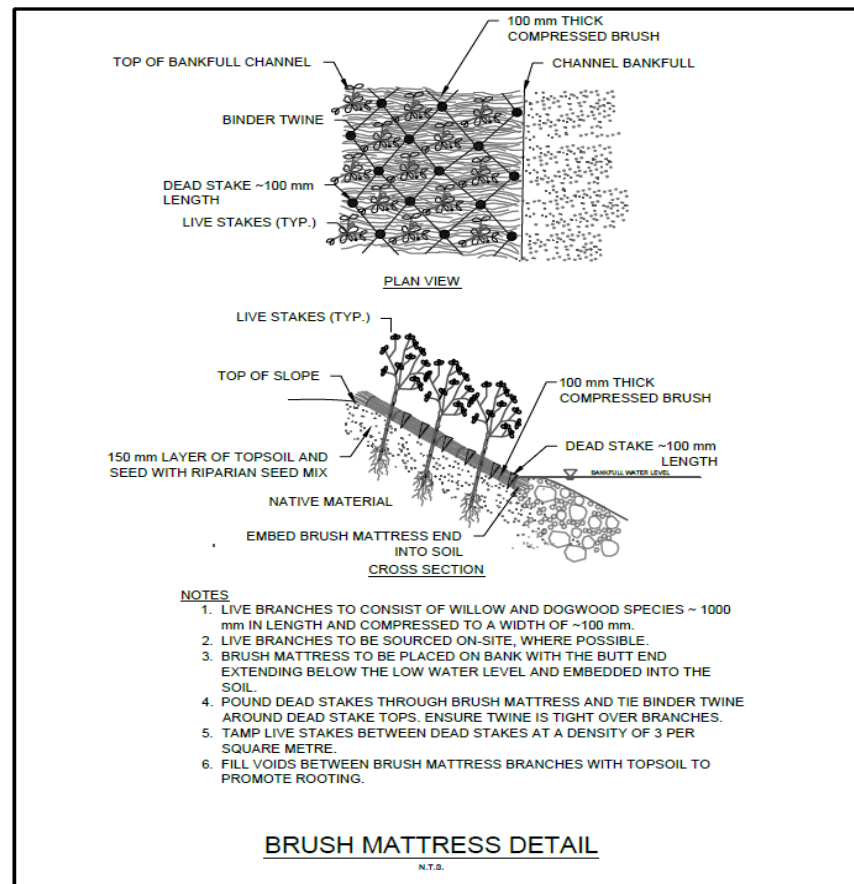 100 mm THICK
COMPRESSED BRUSH
TOP OF BANKFULL CHANNEL
CHANNEL BANKFULL
BINDER TWINE
DEAD STAKE ~100 mm
LENGTH
LIVE STAKES (TYP.)
PLAN VIEW
LIVE STAKES (TYP.)
TOP OF SLOPE
100 mm THICK
COMPRESSED BRUSH
150 mm LAYER OF TOPSOIL AND
SEED WITH RIPARIAN SEED MIX
DEAD STAKE ~100 mm
LENGTH
BANKFULL WATER LEVEL
NATIVE MATERIAL
EMBED BRUSH MATTRESS END
INTO SOIL
CROSS SECTION
NOTES
1. LIVE BRANCHES TO CONSIST OF WILLOW AND DOGWOOD SPECIES ~ 1000
mm IN LENGTH AND COMPRESSED TO A WIDTH OF ~100 mm.
2. LIVE BRANCHES TO BE SOURCED ON-SITE, WHERE POSSIBLE.
3. BRUSH MATTRESS TO BE PLACED ON BANK WITH THE BUTT END
EXTENDING BELOW THE LOW WATER LEVEL AND EMBEDDED INTO THE
SOIL.
4. POUND DEAD STAKES THROUGH BRUSH MATTRESS AND TIE BINDER TWINE
AROUND DEAD STAKE TOPS. ENSURE TWINE IS TIGHT OVER BRANCHES.
5. TAMP LIVE STAKES BETWEEN DEAD STAKES AT A DENSITY OF 3 PER
SQUARE METRE.
6. FILL VOIDS BETWEEN BRUSH MATTRESS BRANCHES WITH TOPSOIL TO
PROMOTE ROOTING.
BRUSH MATTRESS DETAIL
N.T.S.